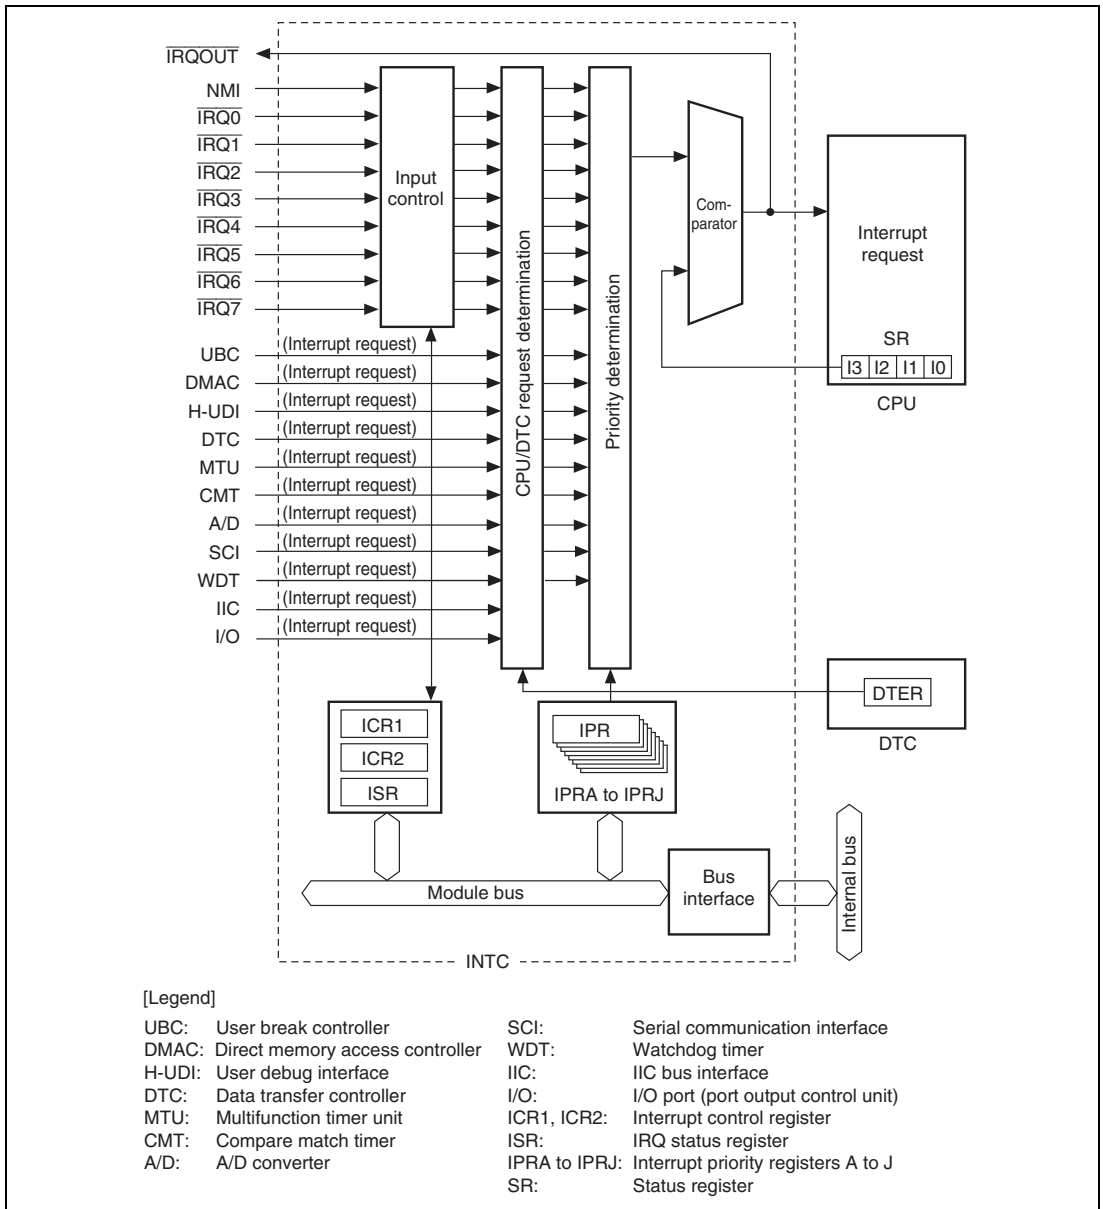 IRQOUT
NMI
IRQ0
IRQ1
IRQ2
IRQ3
IRQ4
IRQ5
IRQ6
IRQ7
Input
control
UBC (Interrupt request)
DMAC (Interrupt request)
H-UDI (Interrupt request)
DTC (Interrupt request)
MTU (Interrupt request)
CMT (Interrupt request)
A/D (Interrupt request)
SCI (Interrupt request)
WDT (Interrupt request)
IIC (Interrupt request)
I/O (Interrupt request)
CPU/DTC request determination
Priority determination
Com-
parator
Interrupt
request
SR
I3 I2 I1 I0
CPU
DTER
DTC
ICR1
ICR2
ISR
IPR
IPRA to IPRJ
Module bus
Bus
interface
Internal bus
INTC
[Legend]
UBC: User break controller
DMAC: Direct memory access controller
H-UDI: User debug interface
DTC: Data transfer controller
MTU: Multifunction timer unit
CMT: Compare match timer
A/D: A/D converter
SCI: Serial communication interface
WDT: Watchdog timer
IIC: IIC bus interface
I/O: I/O port (port output control unit)
ICR1, ICR2: Interrupt control register
ISR: IRQ status register
IPRA to IPRJ: Interrupt priority registers A to J
SR: Status register